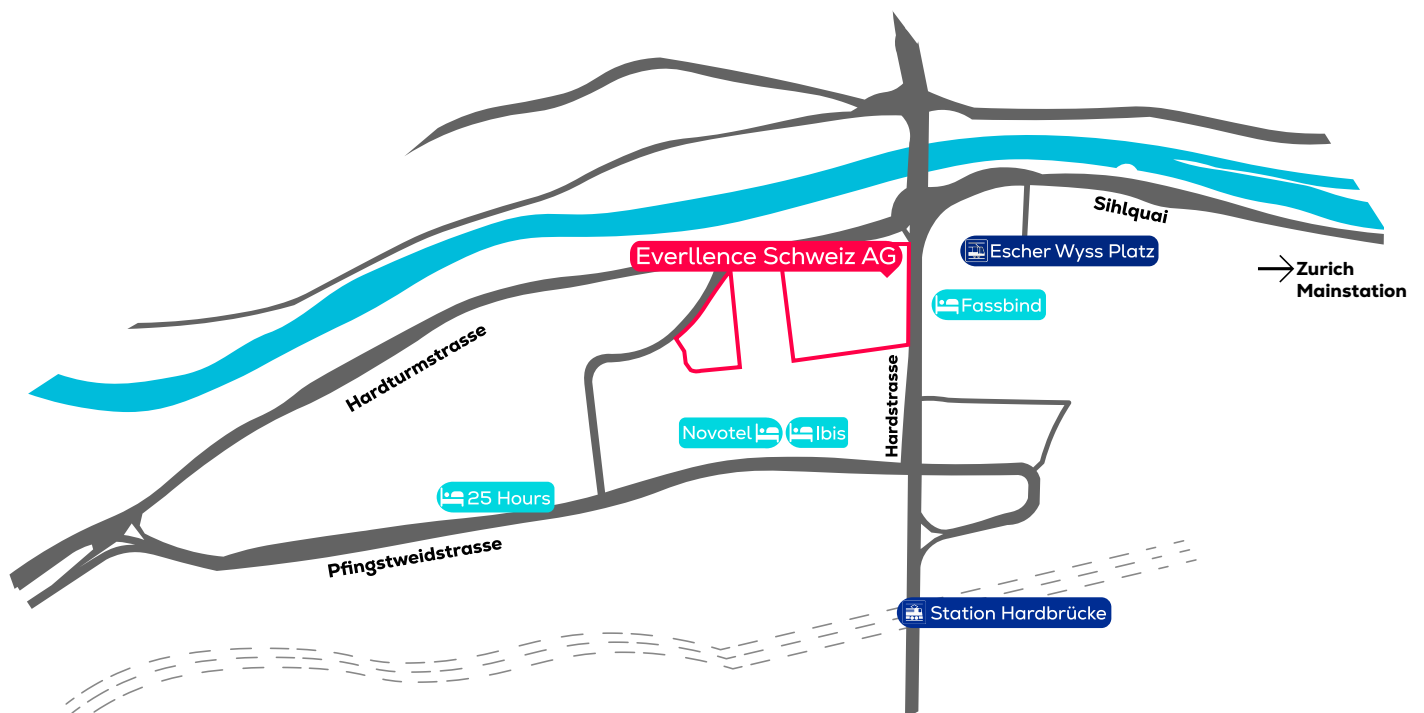 Sihlquai
Everllence Schweiz AG
Escher Wyss Platz
Zurich
Mainstation
Fassbind
Hardturmstrasse
Hardstrasse
Novotel
Ibis
25 Hours
Pfingstweidstrasse
Station Hardbrücke